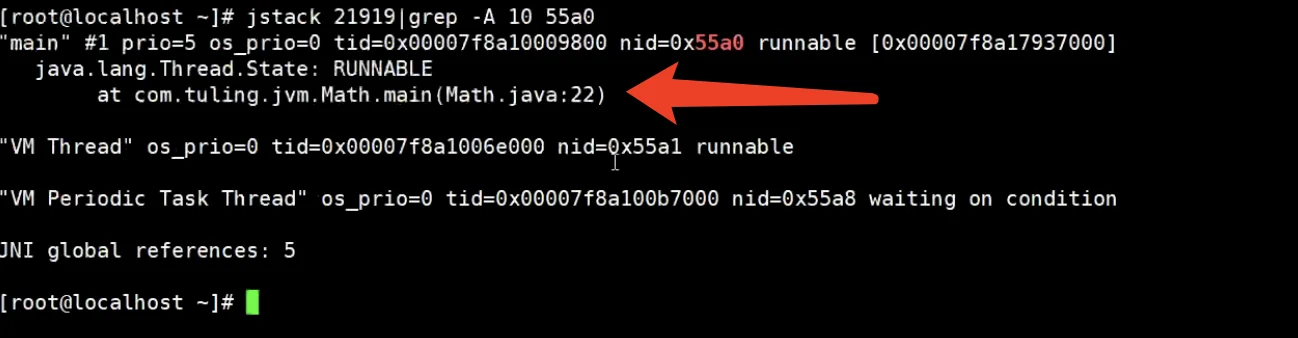 [root@localhost ~]# jstack 21919|grep -A 10 55a0
"main" #1 prio=5 os_prio=0 tid=0x00007f8a10009800 nid=0x55a0 runnable [0x00007f8a17937000]
   java.lang.Thread.State: RUNNABLE
        at com.tuling.jvm.Math.main(Math.java:22)
"VM Thread" os_prio=0 tid=0x00007f8a1006e000 nid=0x55a1 runnable
"VM Periodic Task Thread" os_prio=0 tid=0x00007f8a100b7000 nid=0x55a8 waiting on condition
JNI global references: 5
[root@localhost ~]#